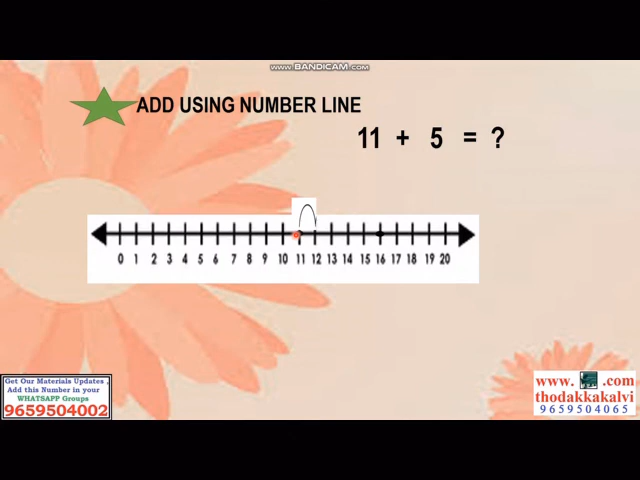 www.BANDICAM.com
ADD USING NUMBER LINE
11 + 5 = ?
0 1 2 3 4 5 6 7 8 9 10 11 12 13 14 15 16 17 18 19 20
Get Our Materials Updates ,
Add this Number in your
WHATSAPP Groups
9659504002
www. .com
thodakkakalvi
9659504065